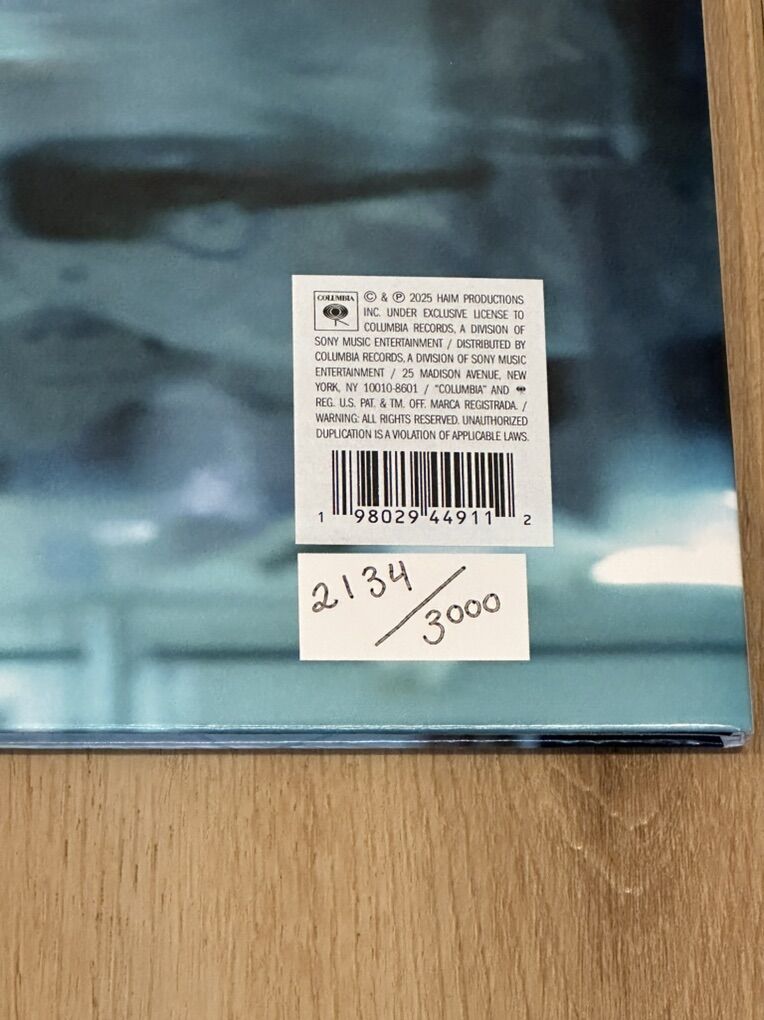 COLUMBIA
© & ℗ 2025 HAIM PRODUCTIONS
INC. UNDER EXCLUSIVE LICENSE TO
COLUMBIA RECORDS, A DIVISION OF
SONY MUSIC ENTERTAINMENT / DISTRIBUTED BY
COLUMBIA RECORDS, A DIVISION OF SONY MUSIC
ENTERTAINMENT / 25 MADISON AVENUE, NEW
YORK, NY 10010-8601 / "COLUMBIA" AND
REG. U.S. PAT. & TM. OFF. MARCA REGISTRADA. /
WARNING: ALL RIGHTS RESERVED. UNAUTHORIZED
DUPLICATION IS A VIOLATION OF APPLICABLE LAWS.
1 98029 44911 2
2134/3000